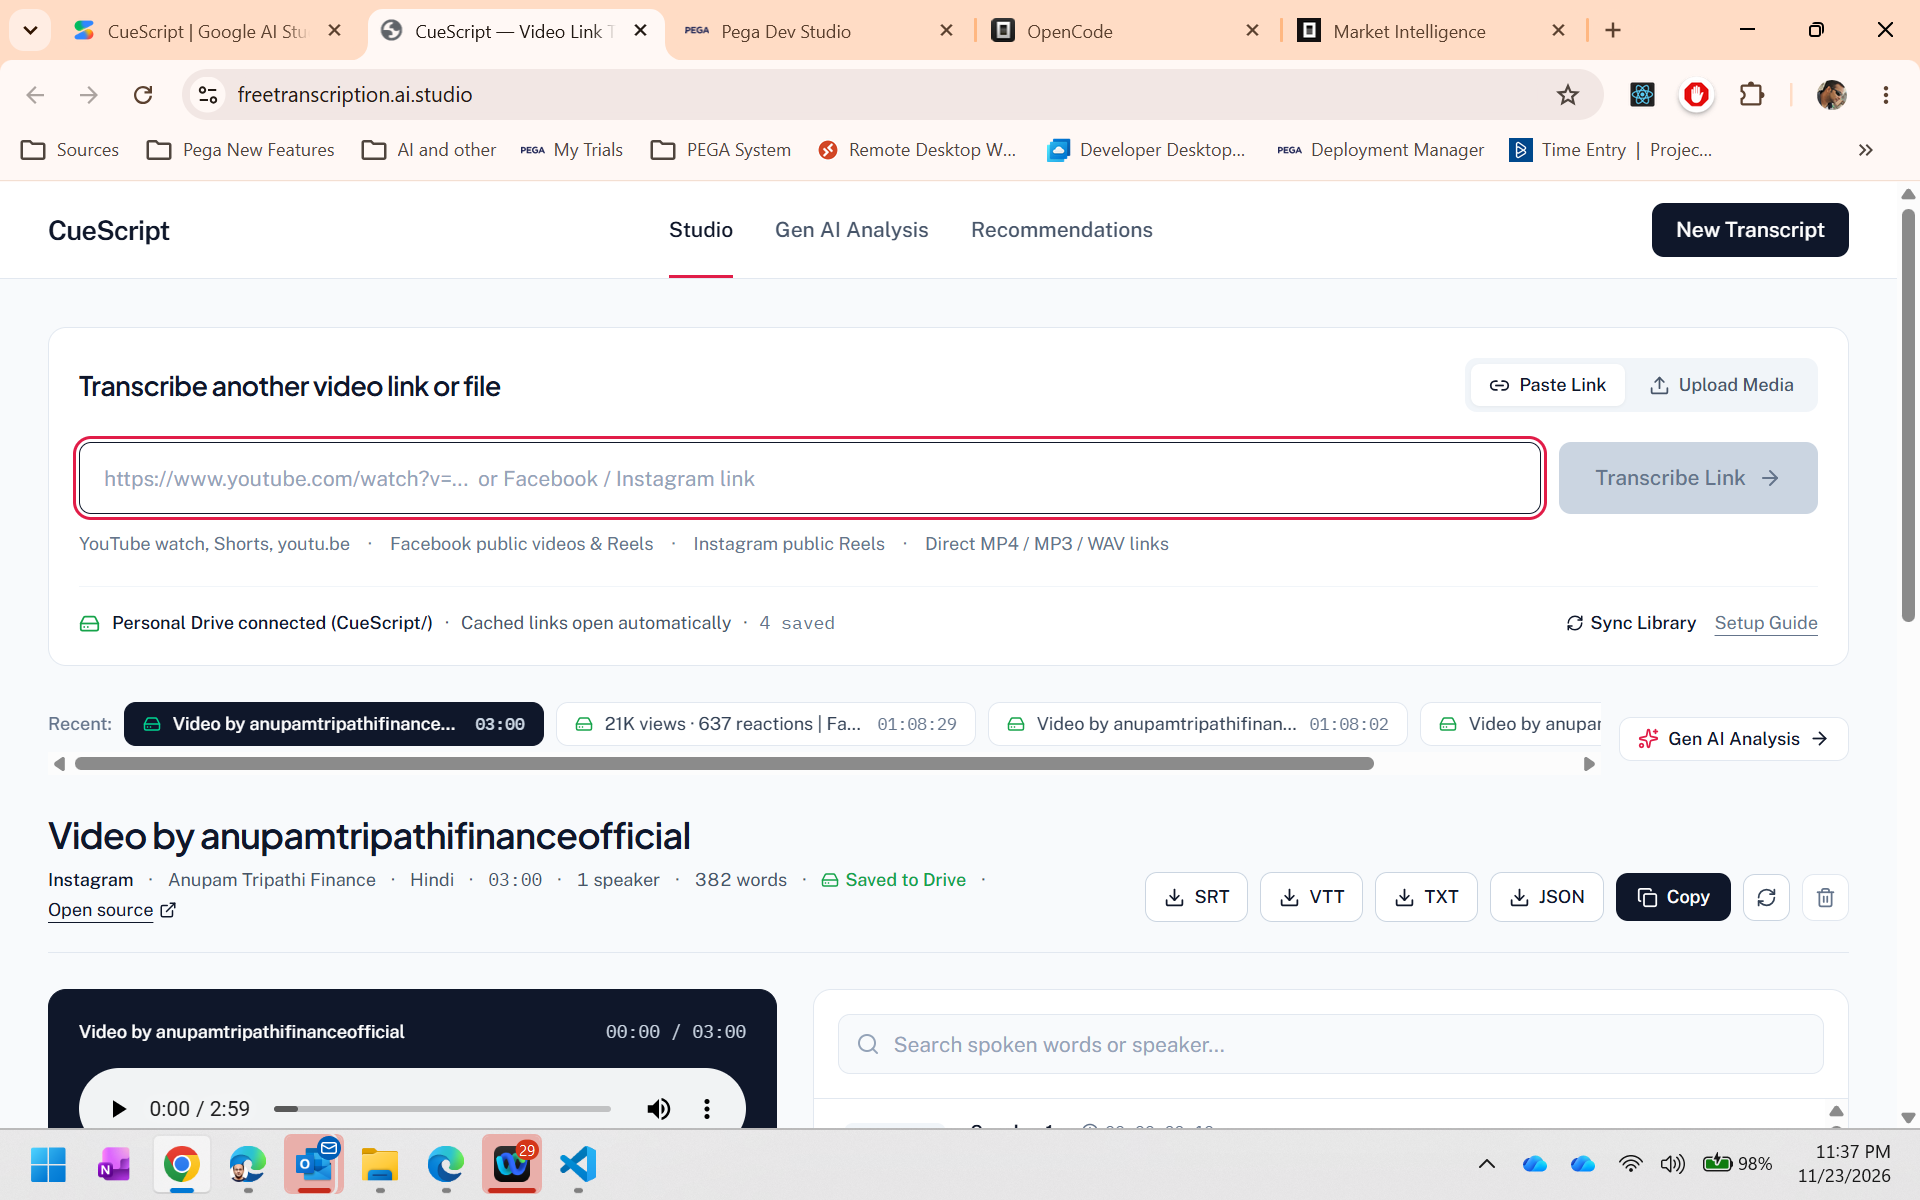 CueScript | Google AI Stu
CueScript — Video Link T
PEGA Pega Dev Studio
OpenCode
Market Intelligence
freetranscription.ai.studio
Sources
Pega New Features
AI and other
PEGA My Trials
PEGA System
Remote Desktop W...
Developer Desktop...
PEGA Deployment Manager
Time Entry | Projec...
CueScript
Studio
Gen AI Analysis
Recommendations
New Transcript
Transcribe another video link or file
Paste Link
Upload Media
https://www.youtube.com/watch?v=... or Facebook / Instagram link
Transcribe Link
YouTube watch, Shorts, youtu.be · Facebook public videos & Reels · Instagram public Reels · Direct MP4 / MP3 / WAV links
Personal Drive connected (CueScript/) · Cached links open automatically · 4 saved
Sync Library
Setup Guide
Recent:
Video by anupamtripathifinance... 03:00
21K views · 637 reactions | Fa... 01:08:29
Video by anupamtripathifinan... 01:08:02
Video by anupar
Gen AI Analysis
Video by anupamtripathifinanceofficial
Instagram · Anupam Tripathi Finance · Hindi · 03:00 · 1 speaker · 382 words · Saved to Drive ·
Open source
SRT
VTT
TXT
JSON
Copy
Video by anupamtripathifinanceofficial
00:00 / 03:00
Search spoken words or speaker...
0:00 / 2:59
29
98%
11:37 PM
11/23/2026